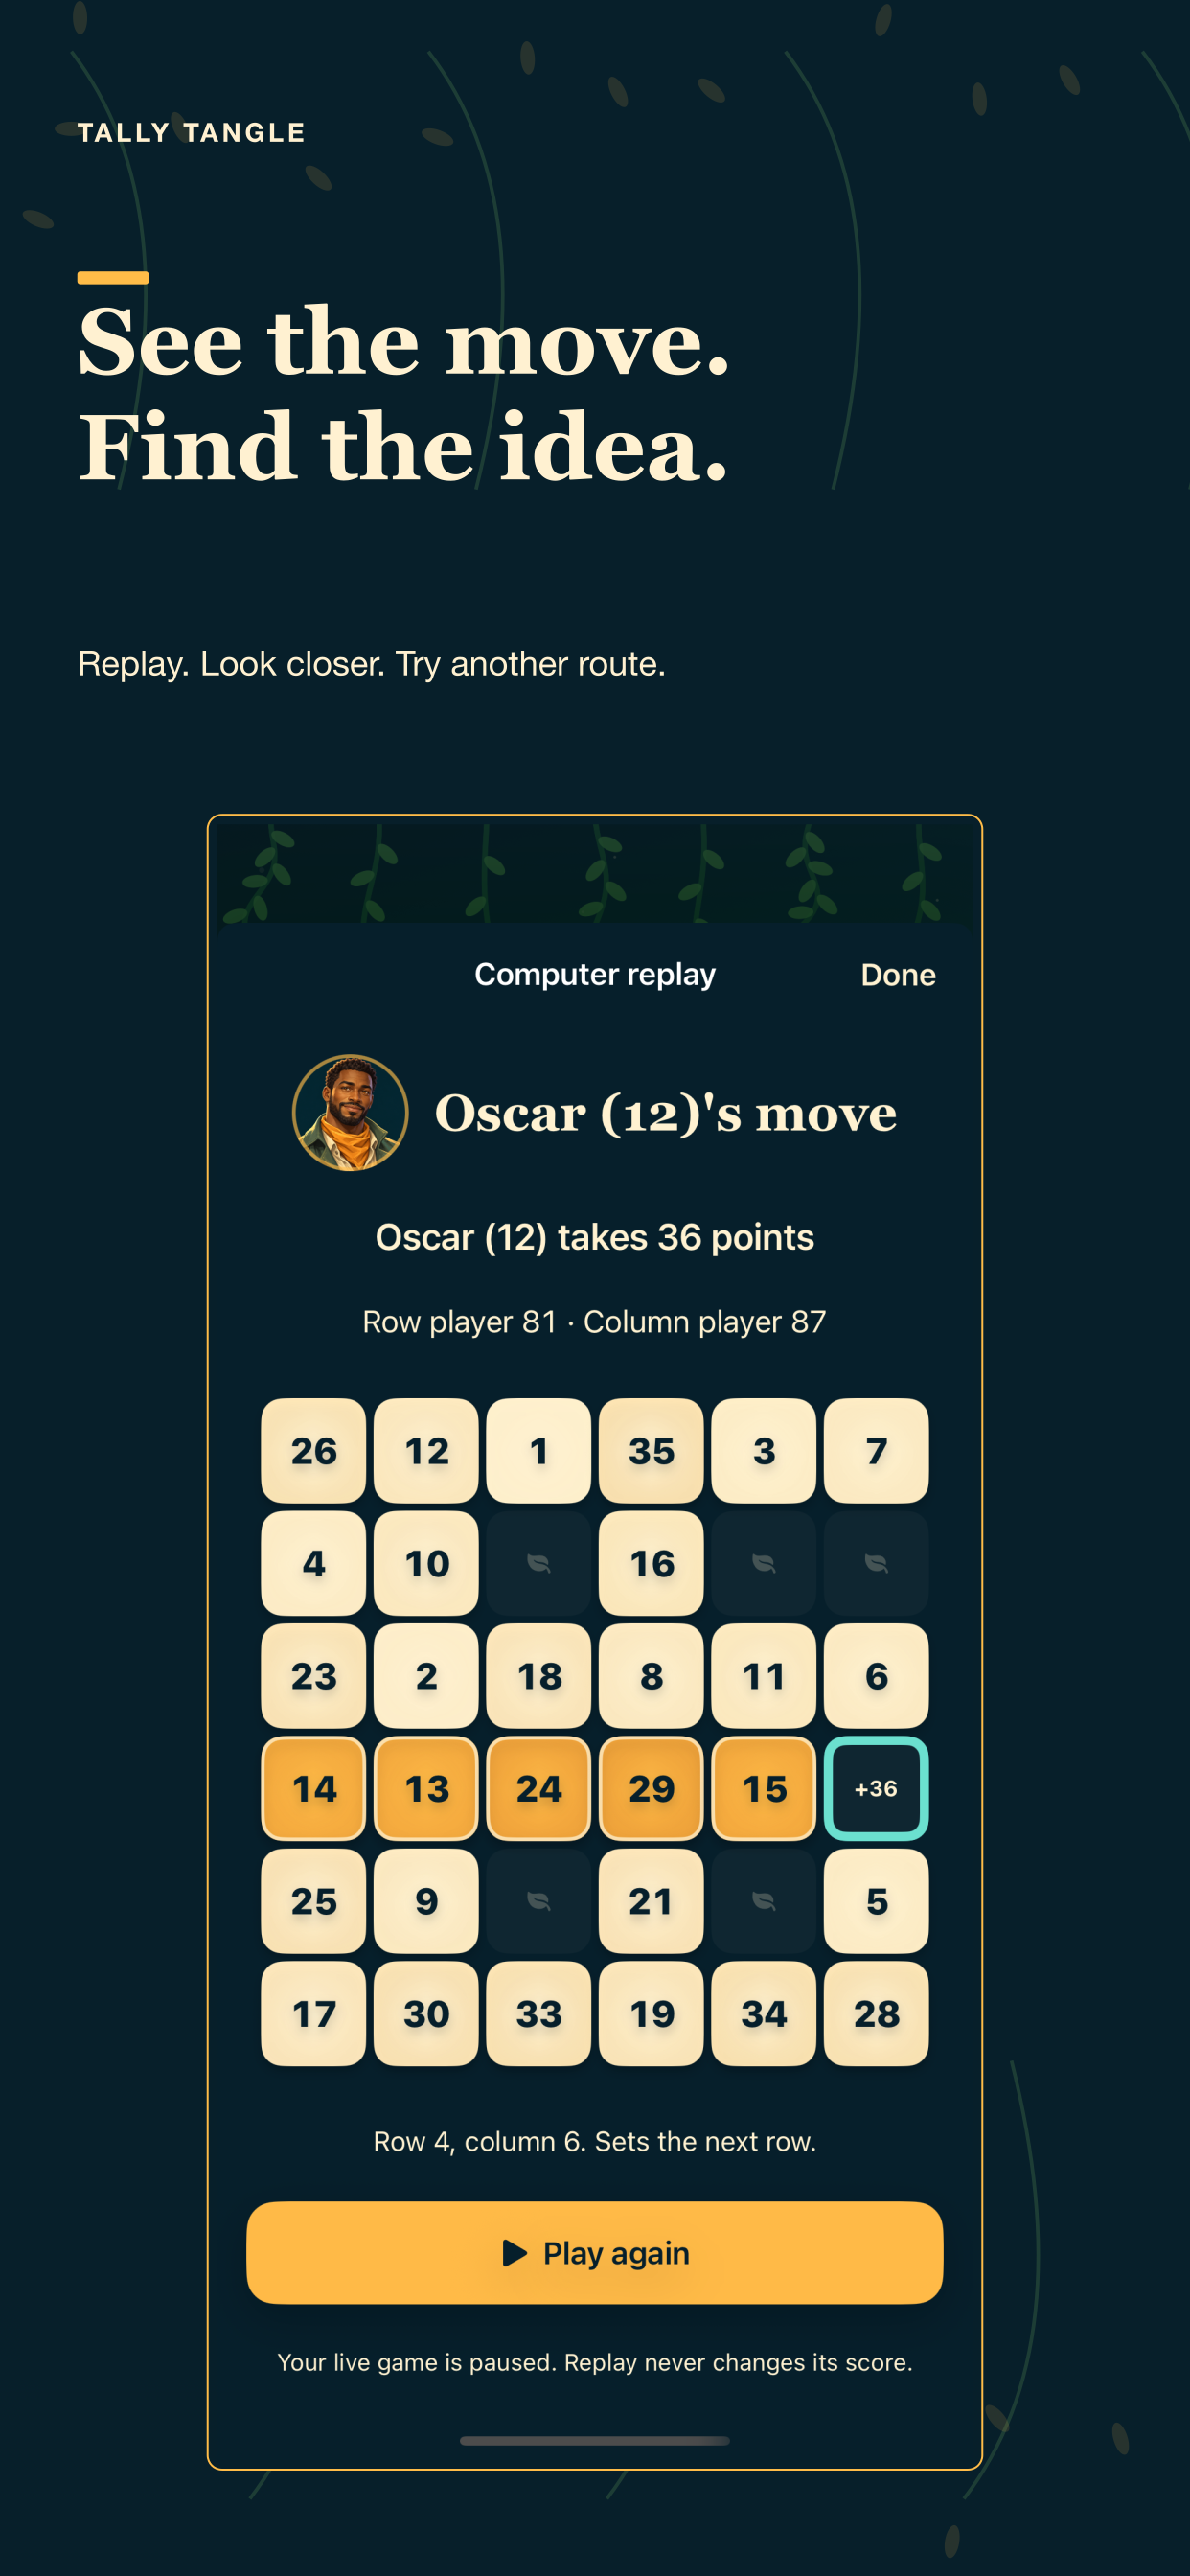 TALLY TANGLE
See the move.
Find the idea.
Replay. Look closer. Try another route.
Computer replay
Done
Oscar (12)'s move
Oscar (12) takes 36 points
Row player 81 · Column player 87
26 12 1 35 3 7
4 10 16
23 2 18 8 11 6
14 13 24 29 15 +36
25 9 21 5
17 30 33 19 34 28
Row 4, column 6. Sets the next row.
Play again
Your live game is paused. Replay never changes its score.